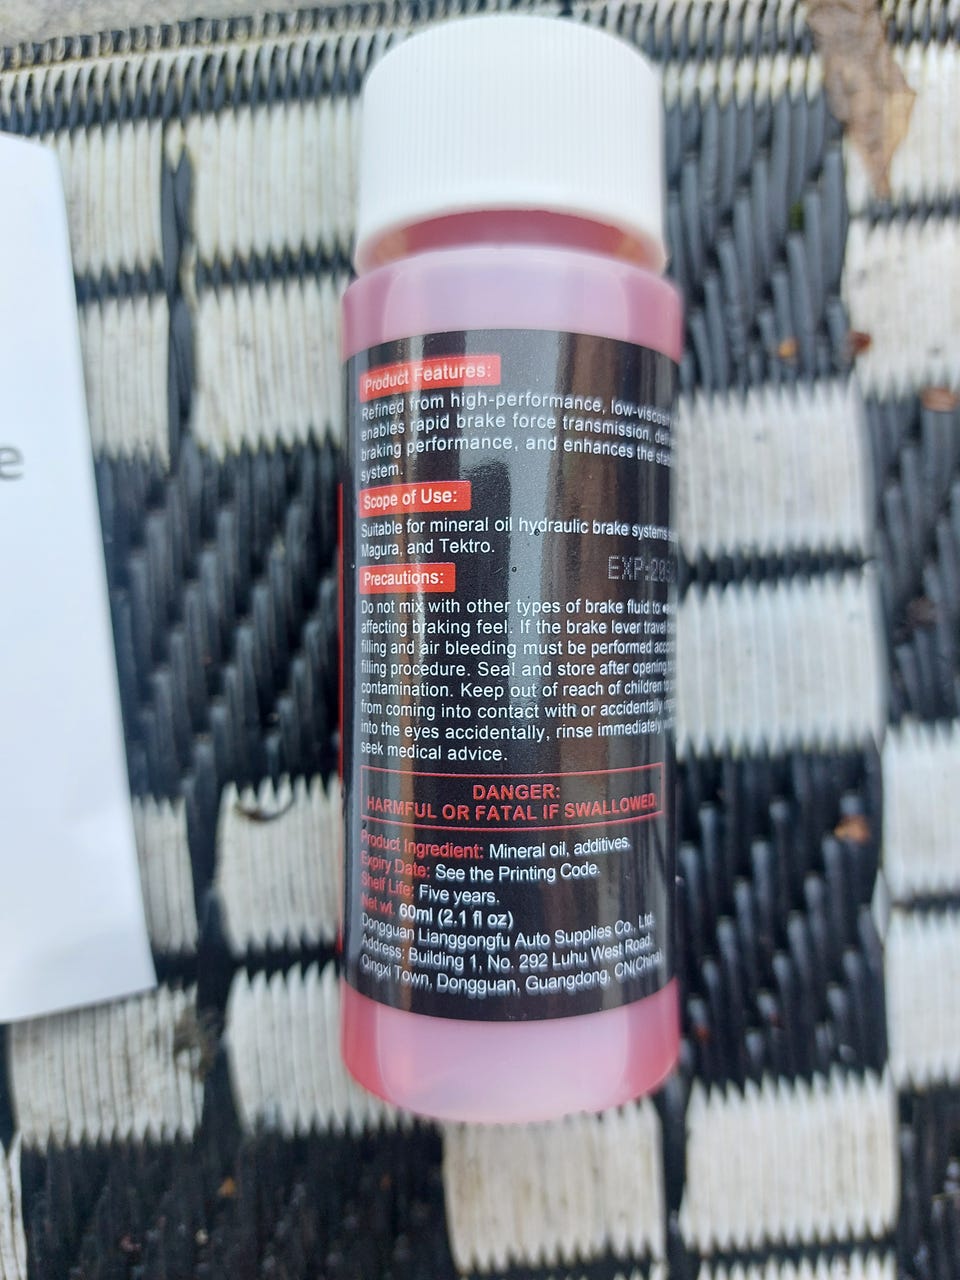 e
Product Features:
Refined from high-performance, low-viscosity
enables rapid brake force transmission,
braking performance, and enhances the
system.
Scope of Use:
Suitable for mineral oil hydraulic brake systems
Magura, and Tektro.
EXP:20
Precautions:
Do not mix with other types of brake fluid to
affecting braking feel. If the brake lever travel
filling and air bleeding must be performed
filling procedure. Seal and store after opening
contamination. Keep out of reach of children
from coming into contact with or accidentally
into the eyes accidentally, rinse immediately
seek medical advice.
DANGER:
HARMFUL OR FATAL IF SWALLOWED.
Product Ingredient: Mineral oil, additives.
Expiry Date: See the Printing Code.
Shelf Life: Five years.
Net wt. 60ml (2.1 fl oz)
Dongguan Lianggongfu Auto Supplies Co., Ltd.
Address: Building 1, No. 292 Luhu West Road,
Qingxi Town, Dongguan, Guangdong, CN(China)